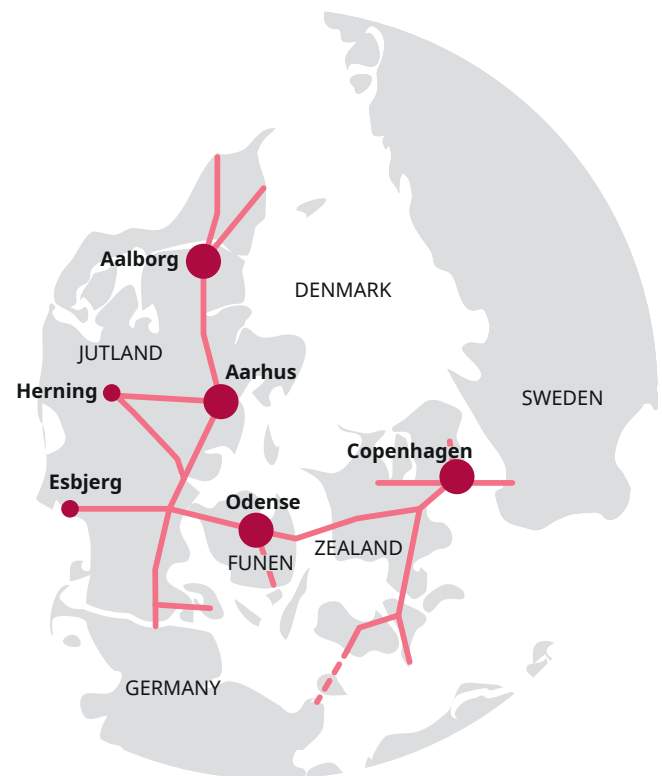 Aalborg
DENMARK
JUTLAND
Aarhus
Herning
SWEDEN
Copenhagen
Esbjerg
Odense
ZEALAND
FUNEN
GERMANY